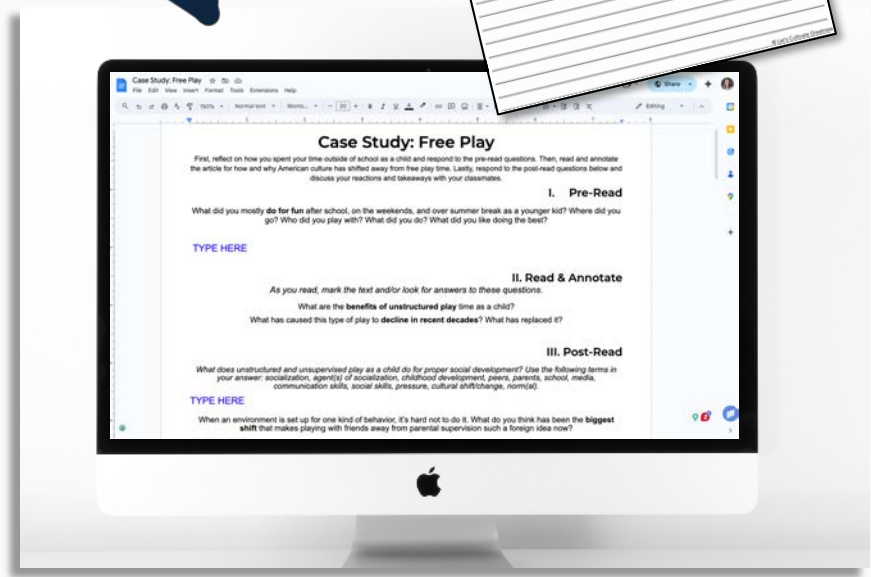 © Let's Cultivate Greatness
Case Study: Free Play
File Edit View Insert Format Tools Extensions Help
Share
150% Normal text Monts... 20 B I U A Editing
Case Study: Free Play
First, reflect on how you spent your time outside of school as a child and respond to the pre-read questions. Then, read and annotate
the article for how and why American culture has shifted away from free play time. Lastly, respond to the post-read questions below and
discuss your reactions and takeaways with your classmates.
I. Pre-Read
What did you mostly do for fun after school, on the weekends, and over summer break as a younger kid? Where did you
go? Who did you play with? What did you do? What did you like doing the best?
TYPE HERE
II. Read & Annotate
As you read, mark the text and/or look for answers to these questions.
What are the benefits of unstructured play time as a child?
What has caused this type of play to decline in recent decades? What has replaced it?
III. Post-Read
What does unstructured and unsupervised play as a child do for proper social development? Use the following terms in
your answer: socialization, agent(s) of socialization, childhood development, peers, parents, school, media,
communication skills, social skills, pressure, cultural shift/change, norm(al).
TYPE HERE
When an environment is set up for one kind of behavior, it's hard not to do it. What do you think has been the biggest
shift that makes playing with friends away from parental supervision such a foreign idea now?